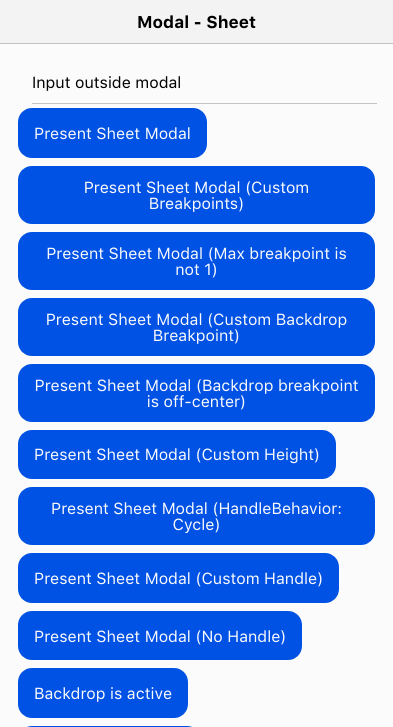 Modal - Sheet
Input outside modal
Present Sheet Modal
Present Sheet Modal (Custom
Breakpoints)
Present Sheet Modal (Max breakpoint is
not 1)
Present Sheet Modal (Custom Backdrop
Breakpoint)
Present Sheet Modal (Backdrop breakpoint
is off-center)
Present Sheet Modal (Custom Height)
Present Sheet Modal (HandleBehavior:
Cycle)
Present Sheet Modal (Custom Handle)
Present Sheet Modal (No Handle)
Backdrop is active